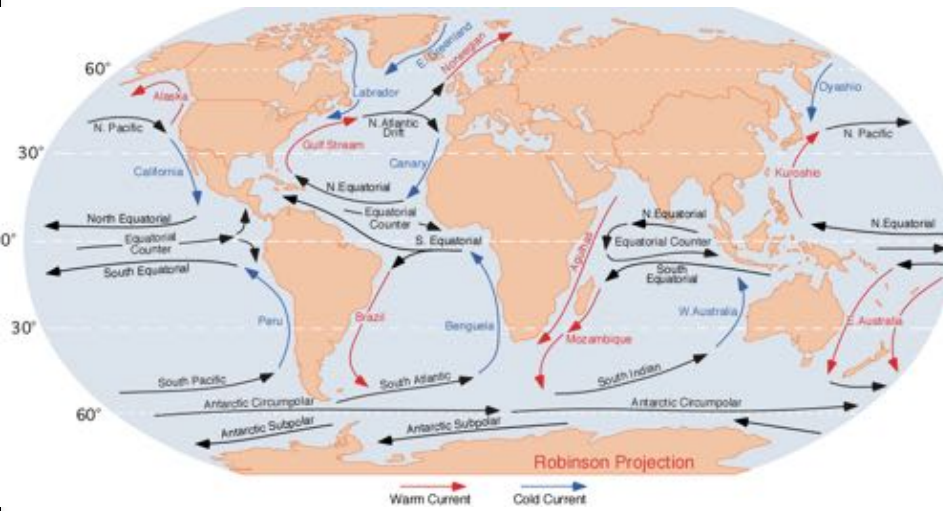 60°
30°
0°
30°
60°
E. Greenland
Norwegian
Labrador
Alaska
N. Pacific
N. Atlantic
Drift
Gulf Stream
California
Canary
N.Equatorial
Oyashio
N. Pacific
Kuroshio
North Equatorial
Equatorial
Counter
South Equatorial
Equatorial
Counter
S. Equatorial
N.Equatorial
Equatorial Counter
South
Equatorial
N.Equatorial
Agulhas
Peru
Brazil
Benguela
Mozambique
W.Australia
E. Australia
South Pacific
South Atlantic
South Indian
Antarctic Circumpolar
Antarctic Circumpolar
Antarctic Subpolar
Antarctic Subpolar
Robinson Projection
Warm Current
Cold Current